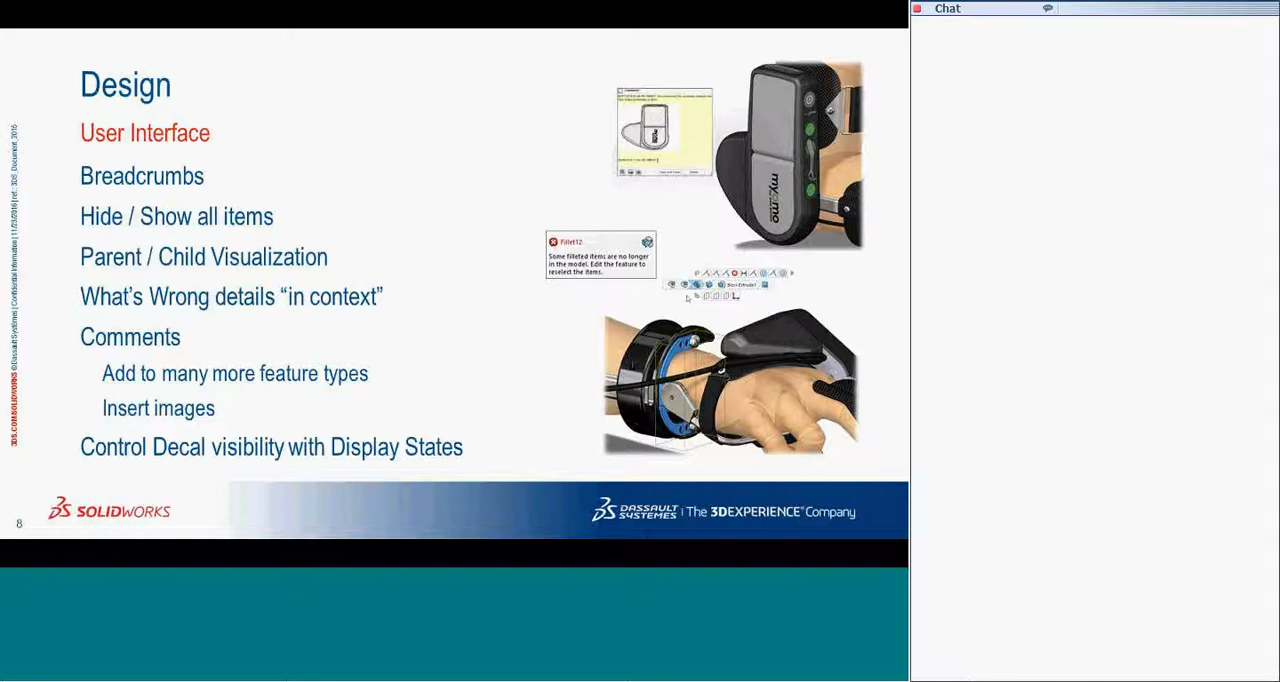 Chat
Design
User Interface
Breadcrumbs
Hide / Show all items
Parent / Child Visualization
What's Wrong details “in context”
Comments
Add to many more feature types
Insert images
Control Decal visibility with Display States
Fillet12
Some filleted items are no longer
in the model. Edit the feature to
reselect the items.
myomo
3DS.COM/SOLIDWORKS © Dassault Systèmes | Confidential Information | 11/23/2016 | ref.: 3DS_Document_2015
8
SOLIDWORKS
DASSAULT SYSTEMES | The 3DEXPERIENCE® Company